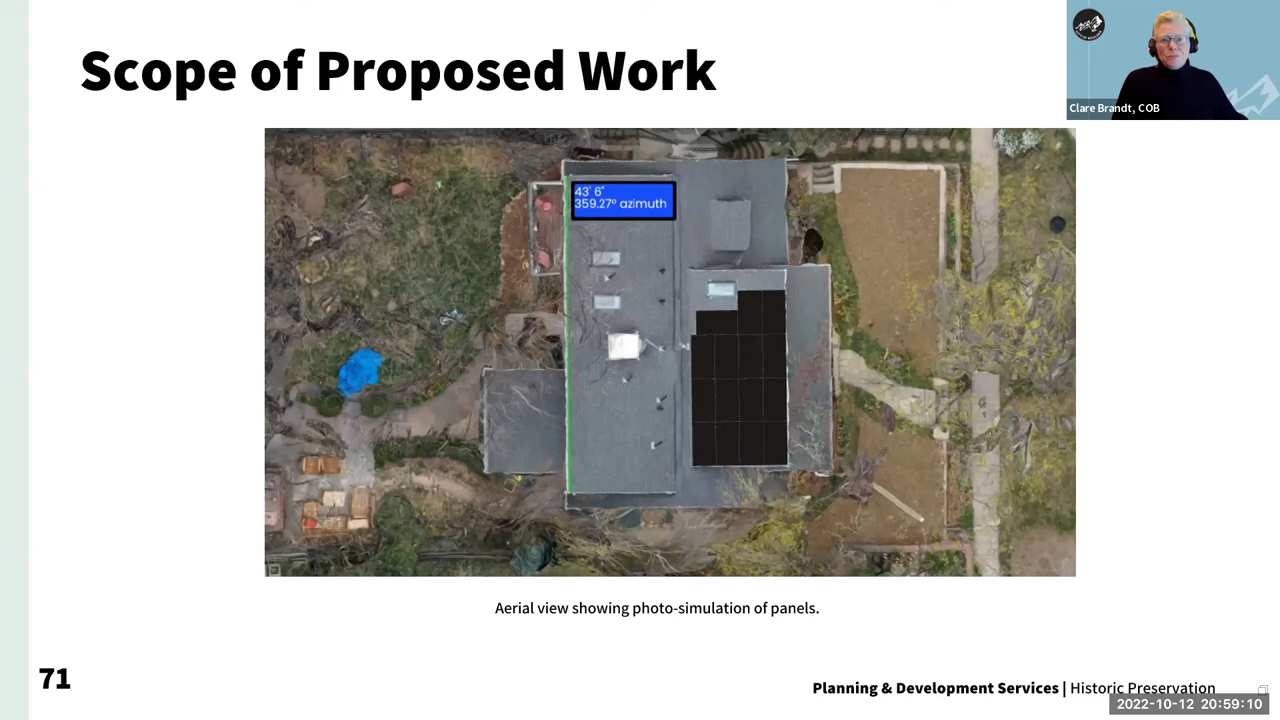 Scope of Proposed Work
Clare Brandt, COB
43' 6"
359.27° azimuth
Aerial view showing photo-simulation of panels.
71
Planning & Development Services | Historic Preservation
2022-10-12 20:59:10